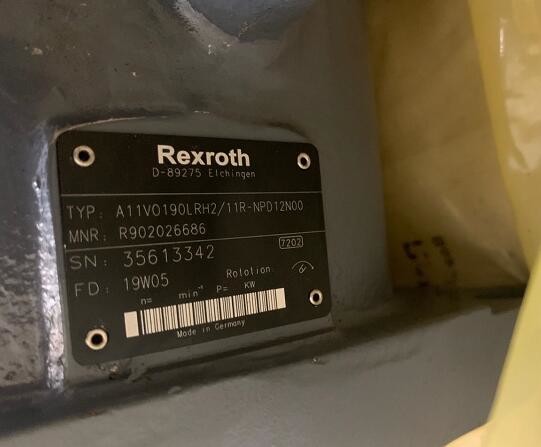 Rexroth
D-89275 Elchingen
TYP: A11VO190LRH2/11R-NPD12N00
MNR: R902026686
SN: 35613342 7202
FD: 19W05 Rotation:
n= min⁻¹ P= KW
Made in Germany